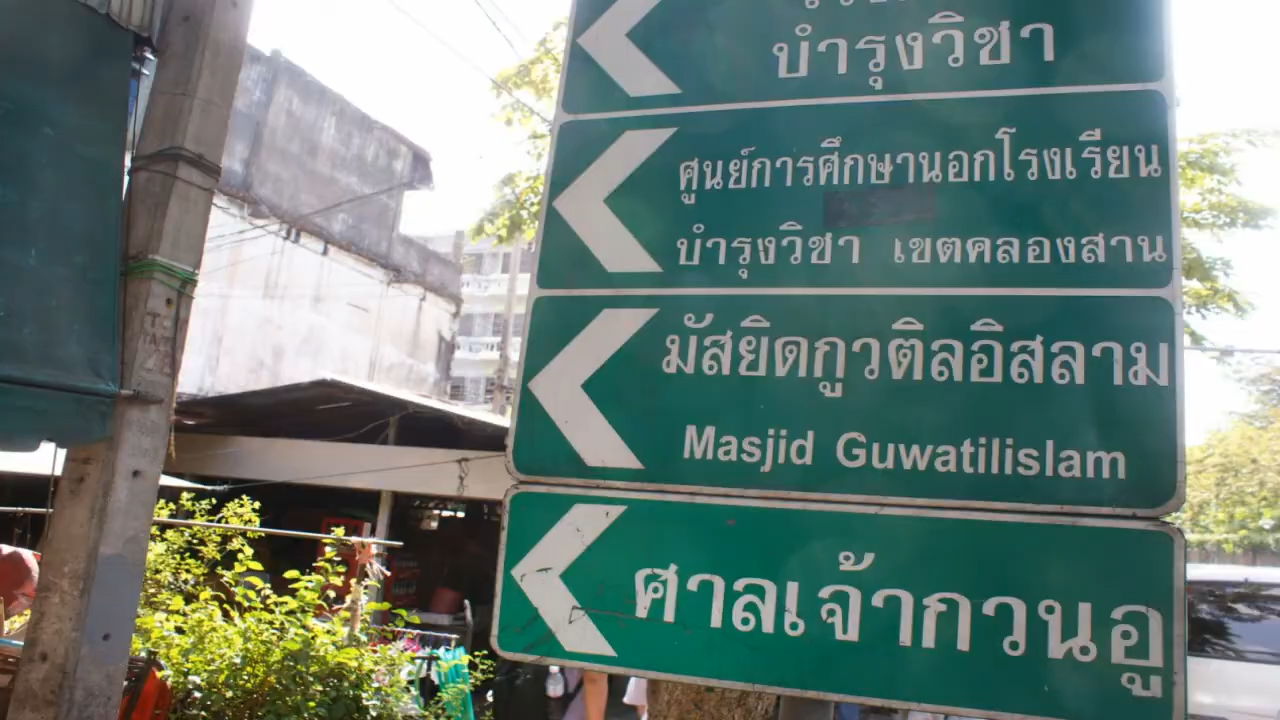 บำรุงวิชา
ศูนย์การศึกษานอกโรงเรียน
บำรุงวิชา เขตคลองสาน
มัสยิดกูวติลอิสลาม
Masjid Guwatilislam
ศาลเจ้ากวนอู